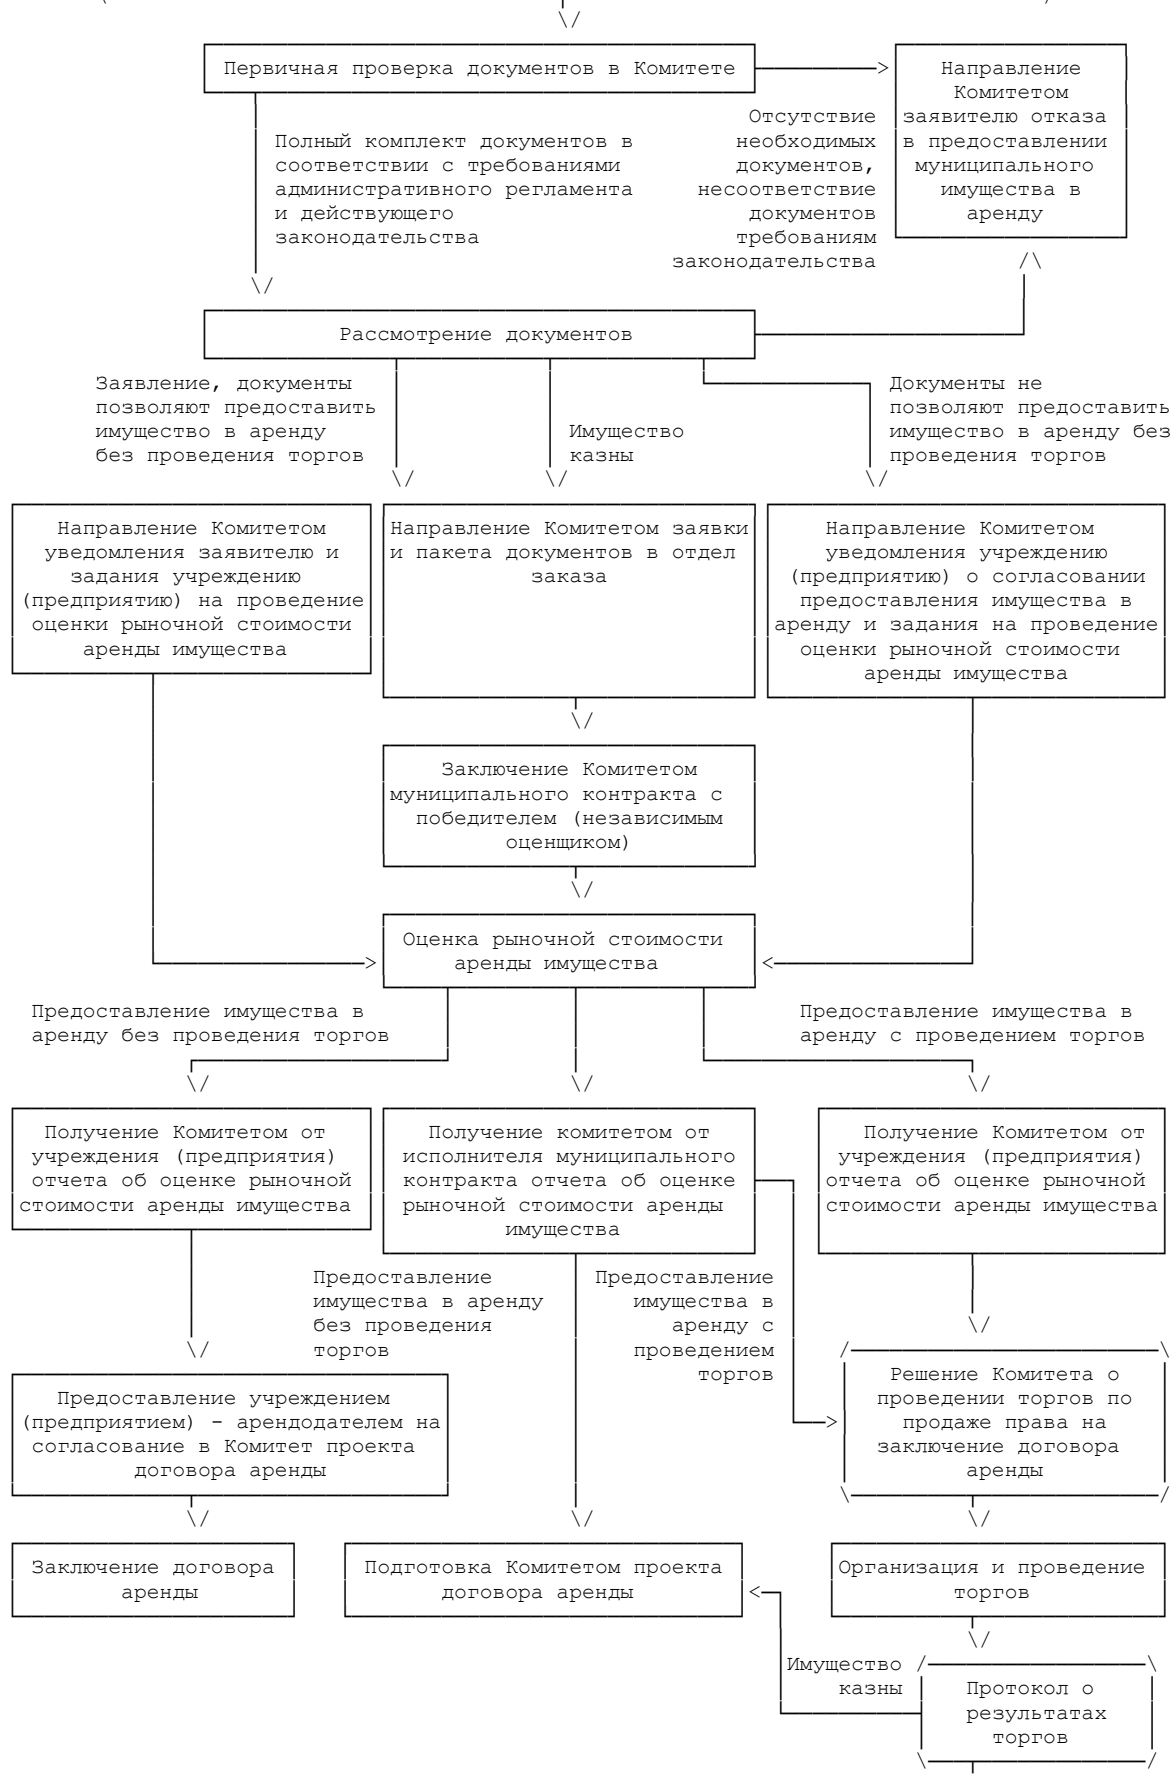 Первичная проверка документов в Комитете
Направление
Комитетом
заявителю отказа
в предоставлении
муниципального
имущества в
аренду
Полный комплект документов в
соответствии с требованиями
административного регламента
и действующего
законодательства
Отсутствие
необходимых
документов,
несоответствие
документов
требованиям
законодательства
Рассмотрение документов
Заявление, документы
позволяют предоставить
имущество в аренду
без проведения торгов
Имущество
казны
Документы не
позволяют предоставить
имущество в аренду без
проведения торгов
Направление Комитетом
уведомления заявителю и
задания учреждению
(предприятию) на проведение
оценки рыночной стоимости
аренды имущества
Направление Комитетом заявки
и пакета документов в отдел
заказа
Направление Комитетом
уведомления учреждению
(предприятию) о согласовании
предоставления имущества в
аренду и задания на проведение
оценки рыночной стоимости
аренды имущества
Заключение Комитетом
муниципального контракта с
победителем (независимым
оценщиком)
Оценка рыночной стоимости
аренды имущества
Предоставление имущества в
аренду без проведения торгов
Предоставление имущества в
аренду с проведением торгов
Получение Комитетом от
учреждения (предприятия)
отчета об оценке рыночной
стоимости аренды имущества
Получение комитетом от
исполнителя муниципального
контракта отчета об оценке
рыночной стоимости аренды
имущества
Получение Комитетом от
учреждения (предприятия)
отчета об оценке рыночной
стоимости аренды имущества
Предоставление
имущества в аренду
без проведения
торгов
Предоставление
имущества в
аренду с
проведением
торгов
Предоставление учреждением
(предприятием) - арендодателем на
согласование в Комитет проекта
договора аренды
Решение Комитета о
проведении торгов по
продаже права на
заключение договора
аренды
Заключение договора
аренды
Подготовка Комитетом проекта
договора аренды
Организация и проведение
торгов
Имущество
казны
Протокол о
результатах
торгов